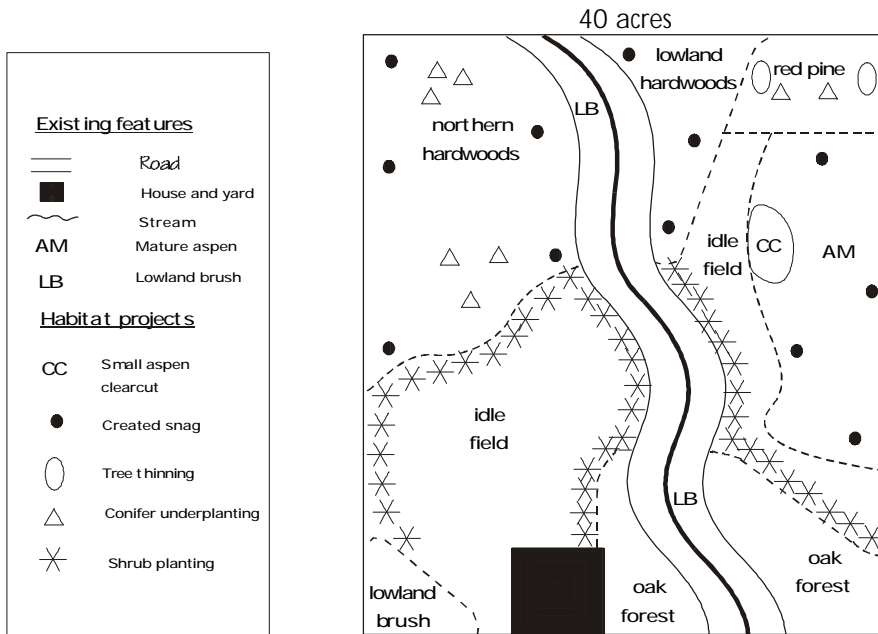 40 acres
Existing features
Road
House and yard
Stream
AM Mature aspen
LB Lowland brush
Habitat projects
CC Small aspen
clearcut
Created snag
Tree thinning
Conifer underplanting
Shrub planting
lowland
hardwoods
red pine
LB
northern
hardwoods
idle
field
CC
AM
idle
field
LB
oak
forest
lowland
brush
oak
forest